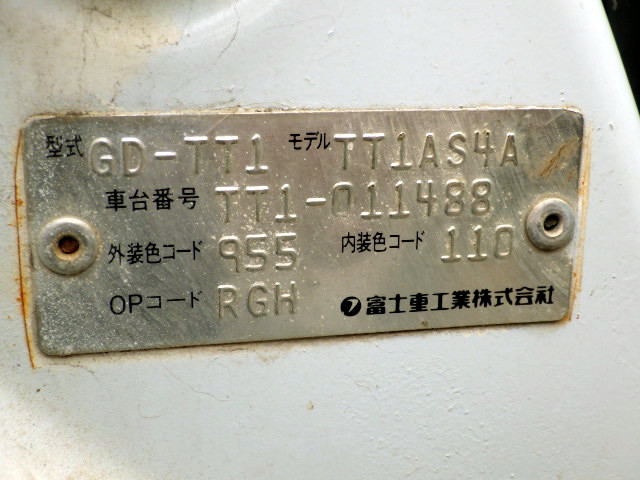 型式 GD-TT1 モデル TT1AS4A
車台番号 TT1-011488
外装色コード 955 内装色コード 110
OPコード RGH 富士重工業株式会社